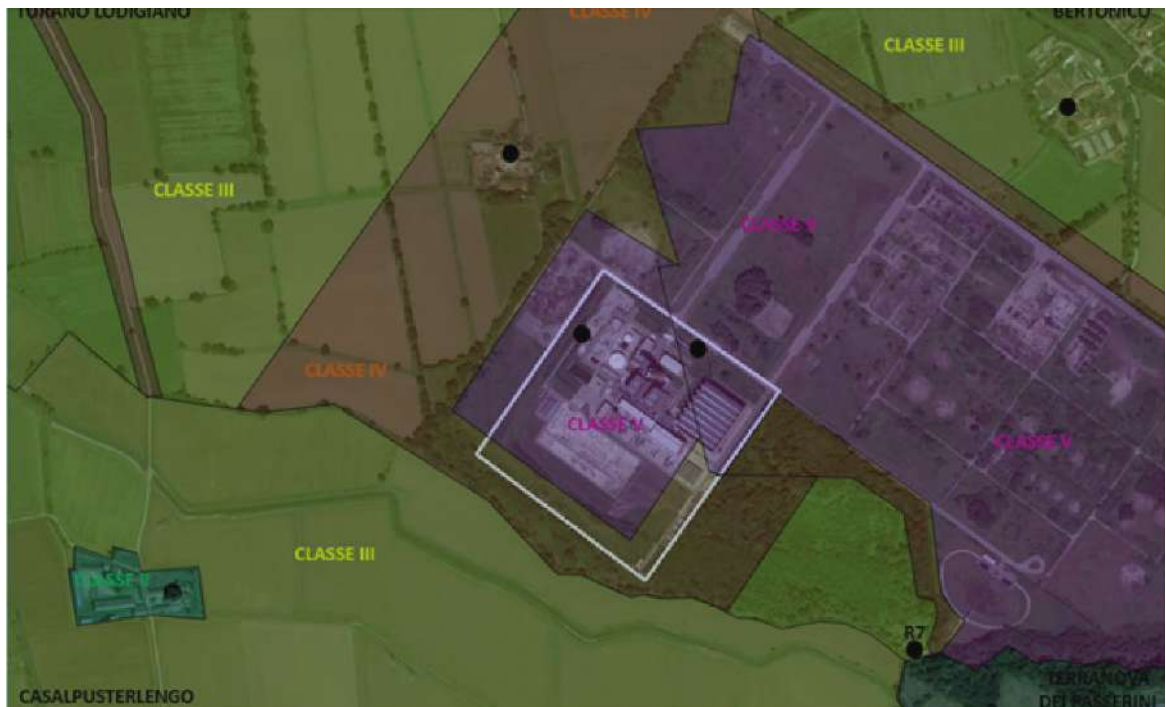 TURANO LODIGIANO
CLASSE IV
BERTONICO
CLASSE III
CLASSE III
CLASSE V
CLASSE IV
CLASSE V
CLASSE V
CLASSE III
CLASSE
R7
CASALPUSTERLENGO
TERRANOVA
DEI PASSERINI